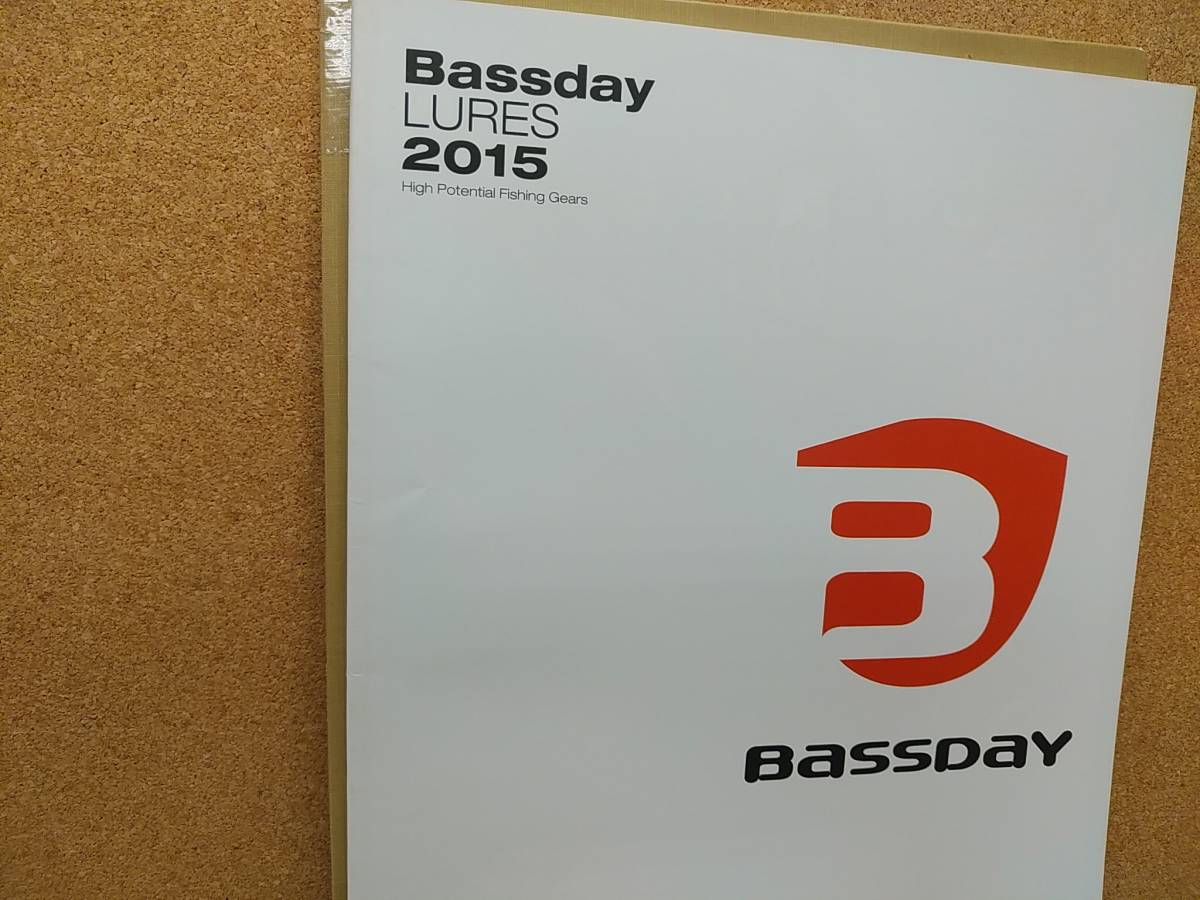 Bassday
LURES
2015
High Potential Fishing Gears
B
BassDaY